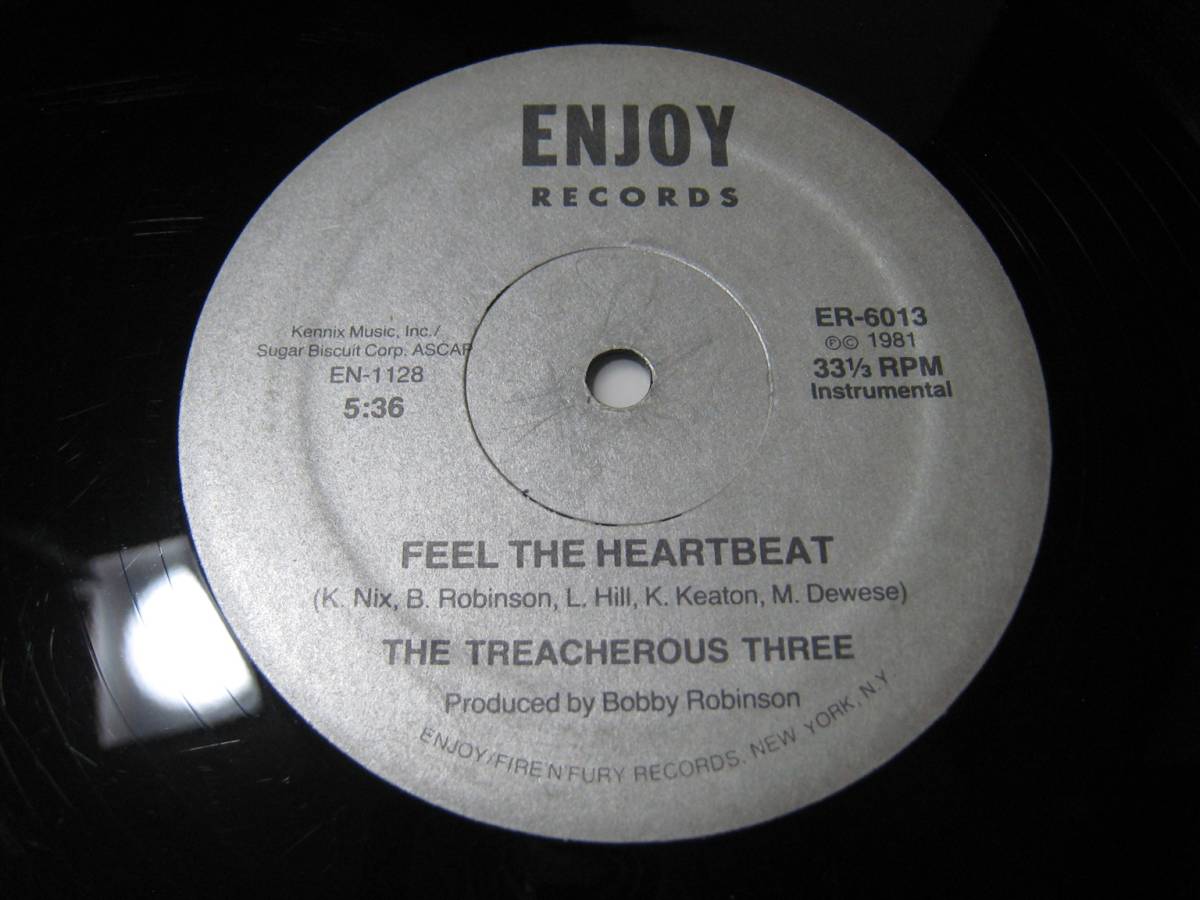 ENJOY
RECORDS
Kennix Music, Inc./
Sugar Biscuit Corp. ASCAP
EN-1128
5:36
ER-6013
℗© 1981
33⅓ RPM
Instrumental
FEEL THE HEARTBEAT
(K. Nix, B. Robinson, L. Hill, K. Keaton, M. Dewese)
THE TREACHEROUS THREE
Produced by Bobby Robinson
ENJOY/FIRE N'FURY RECORDS. NEW YORK, N.Y